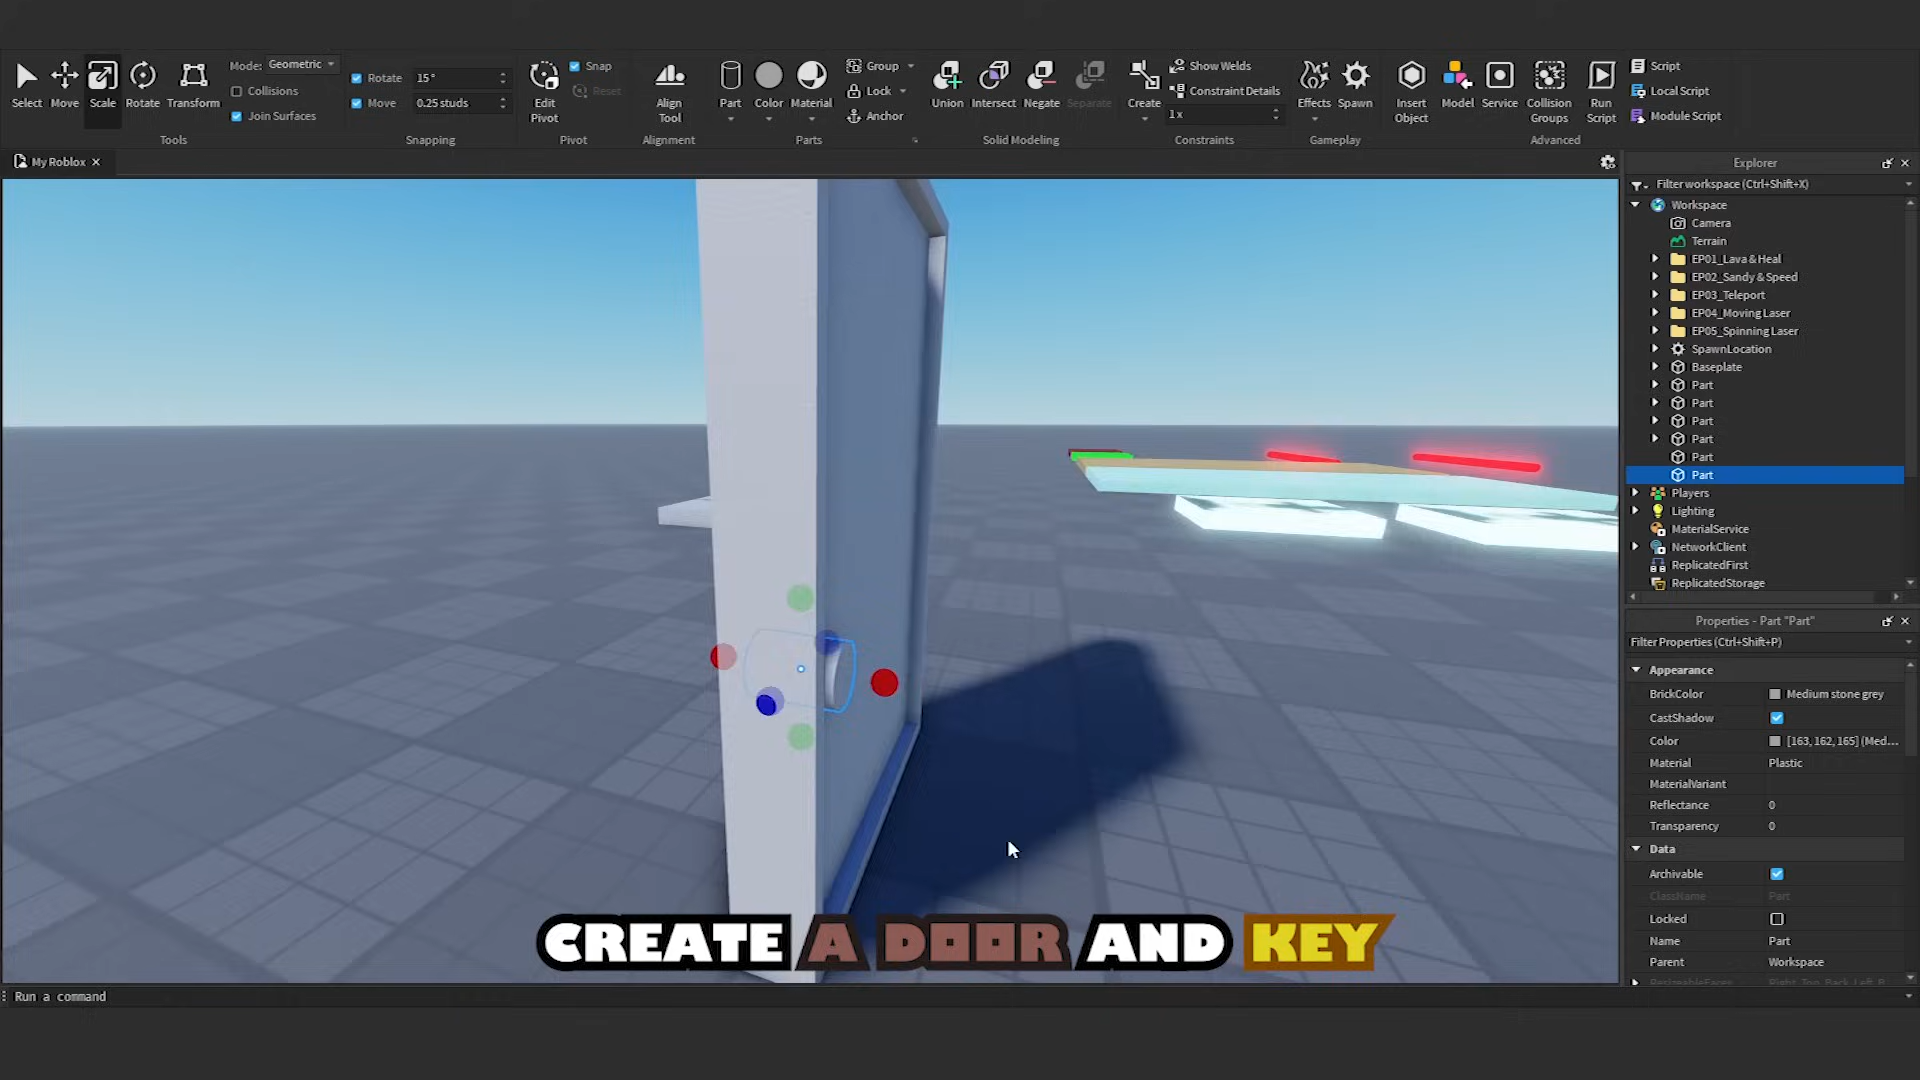 Select
Move
Scale
Rotate
Transform
Mode: Geometric
Collisions
Join Surfaces
Tools
Rotate 15°
Move 0.25 studs
Snapping
Edit Pivot
Snap
Reset
Pivot
Align Tool
Alignment
Part
Color
Material
Group
Lock
Anchor
Parts
Union
Intersect
Negate
Separate
Solid Modeling
Create
Show Welds
Constraint Details
1x
Constraints
Effects
Spawn
Gameplay
Insert Object
Model
Service
Collision Groups
Run Script
Script
Local Script
Module Script
Advanced
My Roblox
Explorer
Filter workspace (Ctrl+Shift+X)
Workspace
Camera
Terrain
EP01_Lava & Heal
EP02_Sandy & Speed
EP03_Teleport
EP04_Moving Laser
EP05_Spinning Laser
SpawnLocation
Baseplate
Part
Part
Part
Part
Part
Part
Players
Lighting
MaterialService
NetworkClient
ReplicatedFirst
ReplicatedStorage
Properties - Part "Part"
Filter Properties (Ctrl+Shift+P)
Appearance
BrickColor Medium stone grey
CastShadow
Color [163, 162, 165] (Med...
Material Plastic
MaterialVariant
Reflectance 0
Transparency 0
Data
Archivable
ClassName Part
Locked
Name Part
Parent Workspace
CREATE A DOOR AND KEY
Run a command